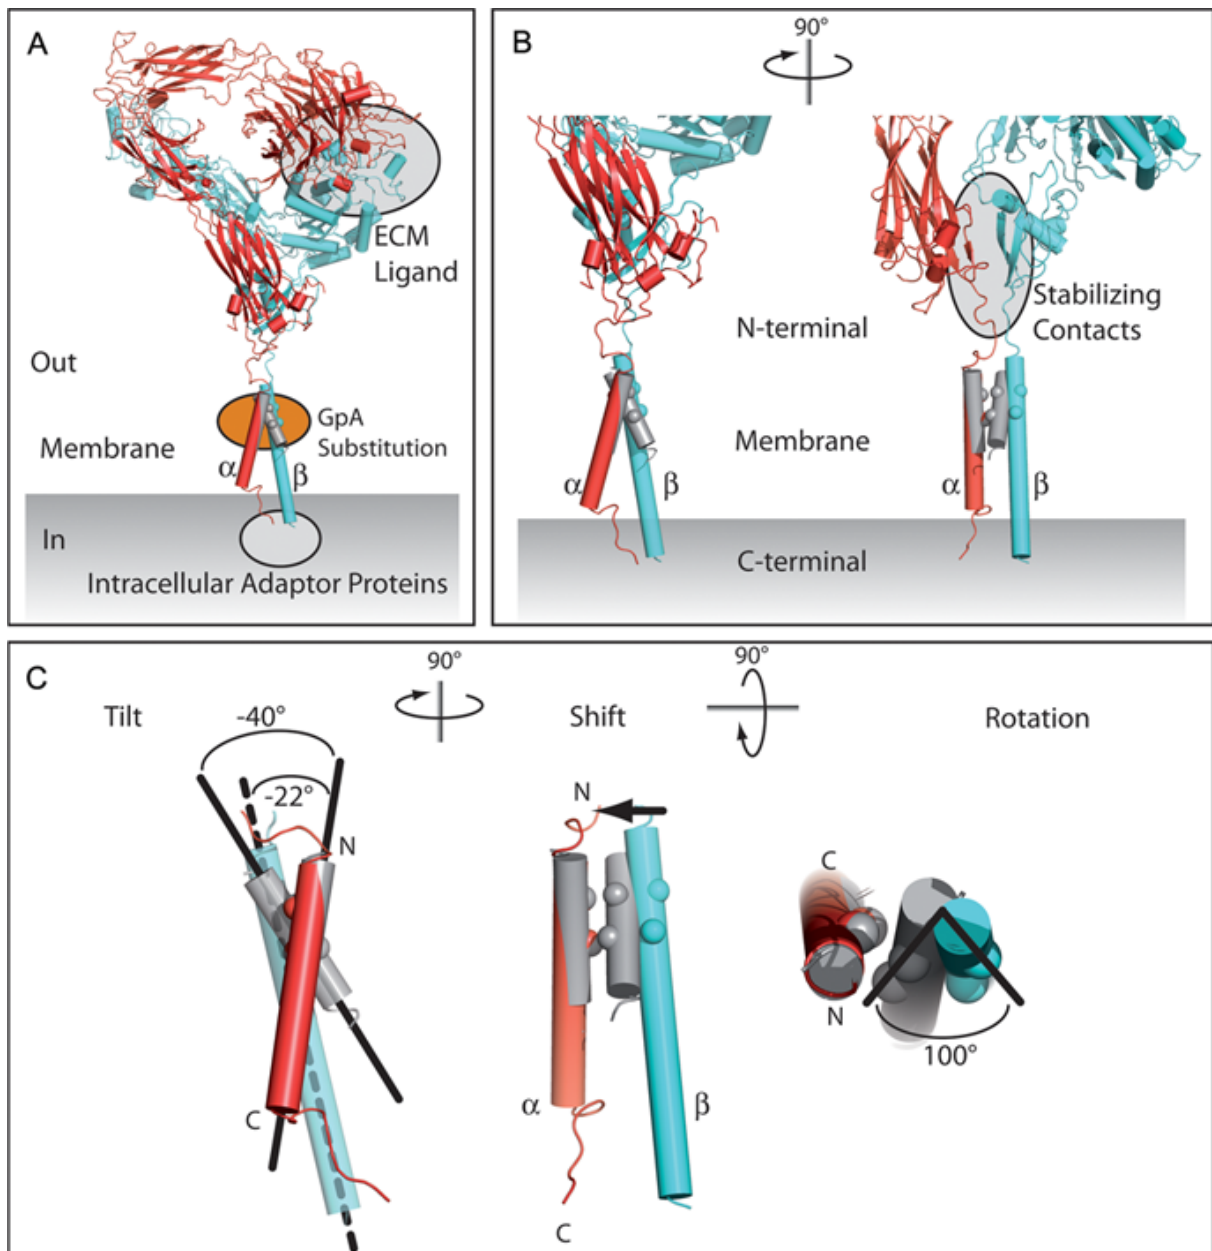 A
ECM
Ligand
Out
GpA
Substitution
Membrane
α
β
In
Intracellular Adaptor Proteins
B
90°
N-terminal
Stabilizing
Contacts
Membrane
α
β
α
β
C-terminal
C
90°
90°
Tilt
Shift
Rotation
-40°
-22°
N
C
N
α
β
C
C
N
100°